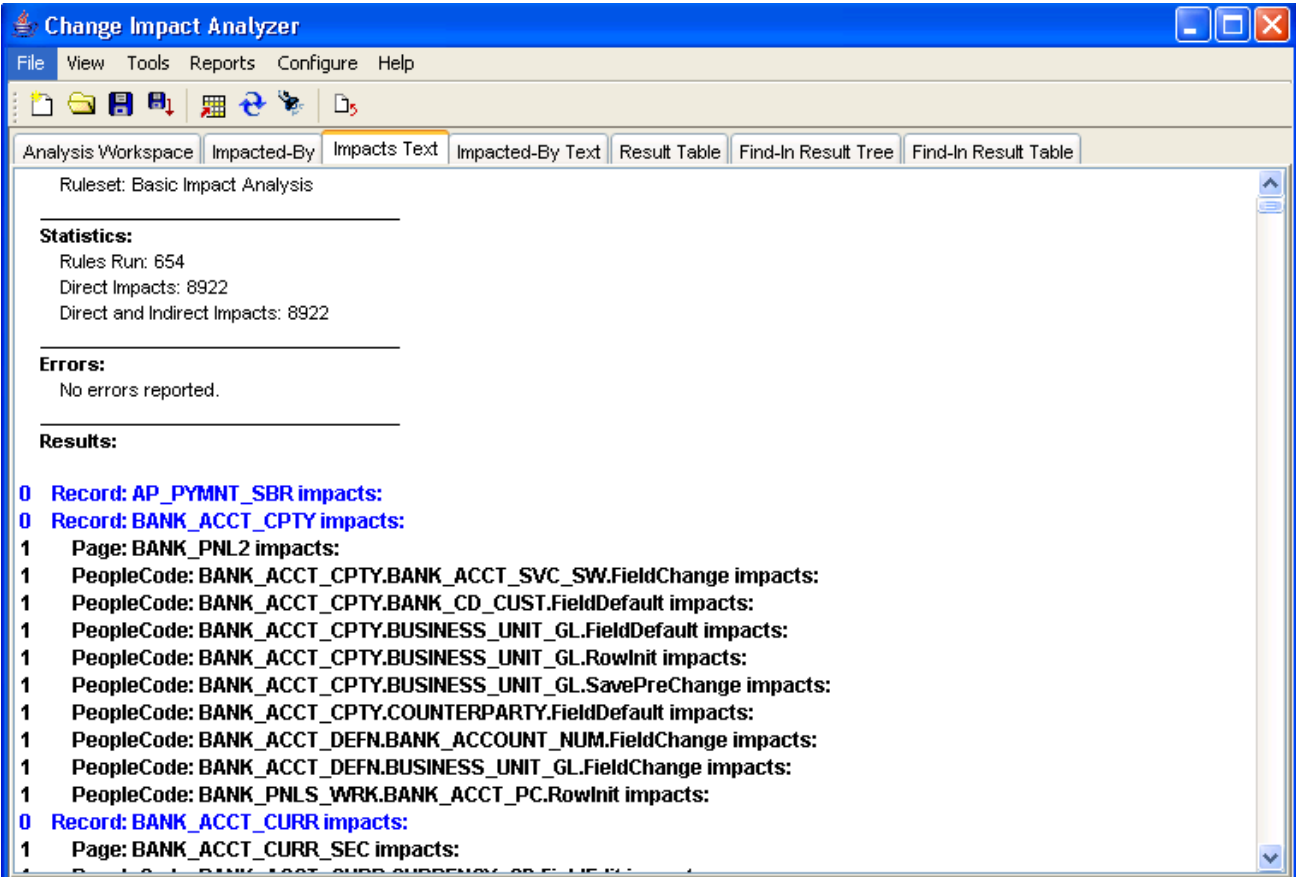 Change Impact Analyzer
File View Tools Reports Configure Help
Analysis Workspace Impacted-By Impacts Text Impacted-By Text Result Table Find-In Result Tree Find-In Result Table
Ruleset: Basic Impact Analysis
Statistics:
Rules Run: 654
Direct Impacts: 8922
Direct and Indirect Impacts: 8922
Errors:
No errors reported.
Results:
0 Record: AP_PYMNT_SBR impacts:
0 Record: BANK_ACCT_CPTY impacts:
1 Page: BANK_PNL2 impacts:
1 PeopleCode: BANK_ACCT_CPTY.BANK_ACCT_SVC_SW.FieldChange impacts:
1 PeopleCode: BANK_ACCT_CPTY.BANK_CD_CUST.FieldDefault impacts:
1 PeopleCode: BANK_ACCT_CPTY.BUSINESS_UNIT_GL.FieldDefault impacts:
1 PeopleCode: BANK_ACCT_CPTY.BUSINESS_UNIT_GL.RowInit impacts:
1 PeopleCode: BANK_ACCT_CPTY.BUSINESS_UNIT_GL.SavePreChange impacts:
1 PeopleCode: BANK_ACCT_CPTY.COUNTERPARTY.FieldDefault impacts:
1 PeopleCode: BANK_ACCT_DEFN.BANK_ACCOUNT_NUM.FieldChange impacts:
1 PeopleCode: BANK_ACCT_DEFN.BUSINESS_UNIT_GL.FieldChange impacts:
1 PeopleCode: BANK_PNLS_WRK.BANK_ACCT_PC.RowInit impacts:
0 Record: BANK_ACCT_CURR impacts:
1 Page: BANK_ACCT_CURR_SEC impacts: